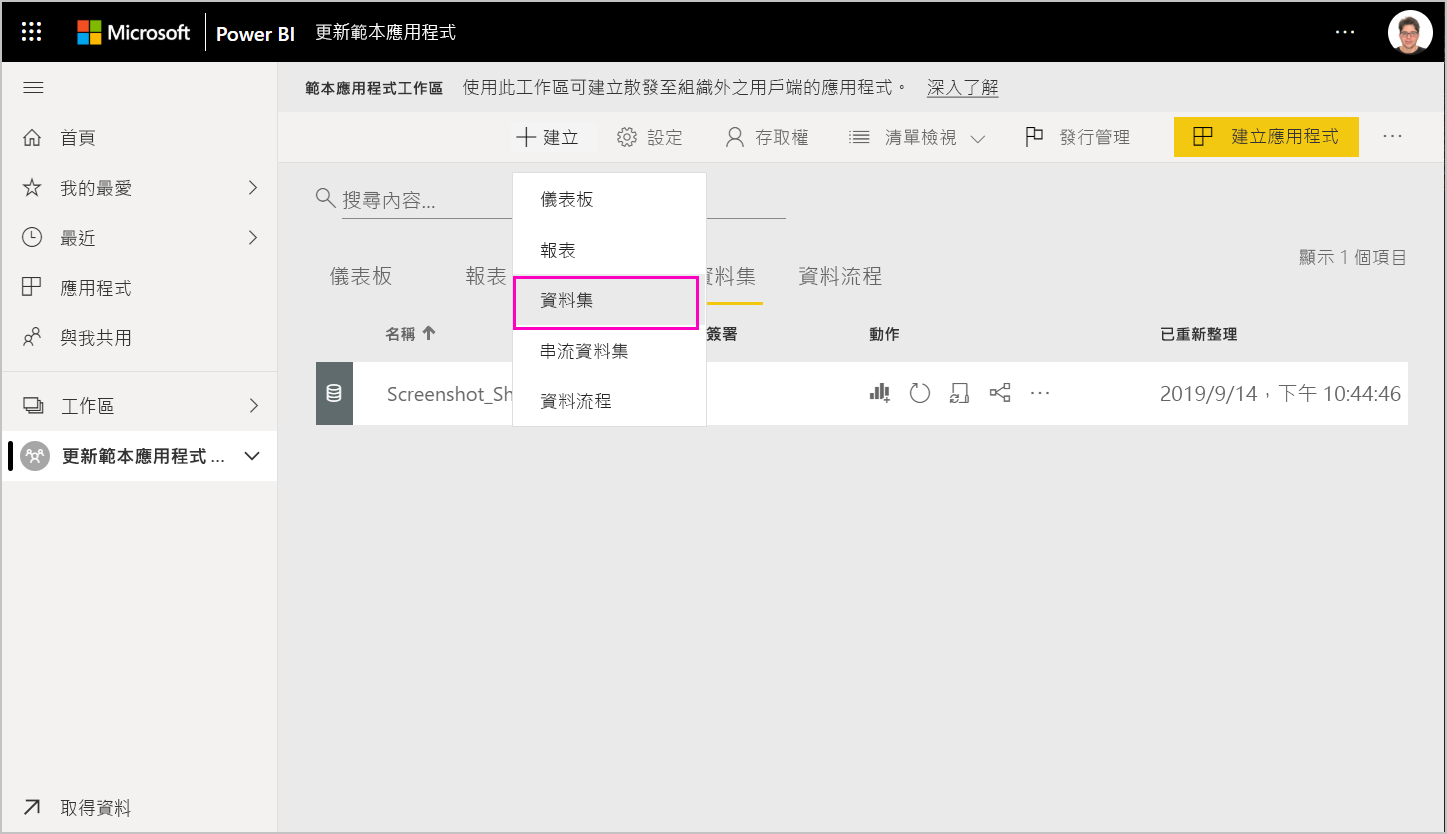 Microsoft Power BI 更新範本應用程式
範本應用程式工作區 使用此工作區可建立散發至組織外之用戶端的應用程式。 深入了解
建立 設定 存取權 清單檢視 發行管理 建立應用程式 ...
首頁
我的最愛
最近
應用程式
與我共用
工作區
更新範本應用程式 ...
取得資料
搜尋內容...
儀表板
報表
資料集
串流資料集
資料流程
顯示 1 個項目
儀表板 報表 資料集 資料流程
名稱 簽署 動作 已重新整理
Screenshot_Sh 2019/9/14，下午 10:44:46